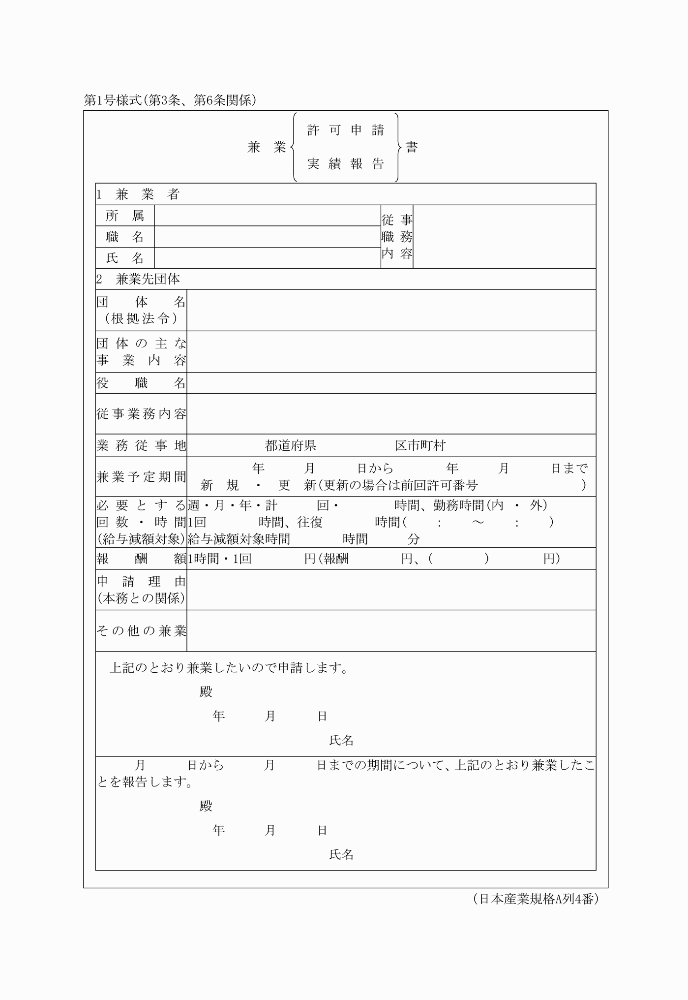 第1号様式(第3条、第6条関係)
許可申請
兼業 書
実績報告
1 兼業者
所属
職名
氏名
従事
職務
内容
2 兼業先団体
団体名
(根拠法令)
団体の主な
事業内容
役職名
従事業務内容
業務従事地 都道府県 区市町村
兼業予定期間
年 月 日から 年 月 日まで
新規・更新(更新の場合は前回許可番号 )
必要とする
回数・時間
(給与減額対象)
週・月・年・計 回・ 時間、勤務時間(内・外)
1回 時間、往復 時間( : ～ : )
給与減額対象時間 時間 分
報酬額 1時間・1回 円(報酬 円、( ) 円)
申請理由
(本務との関係)
その他の兼業
上記のとおり兼業したいので申請します。
殿
年 月 日
氏名
月 日から 月 日までの期間について、上記のとおり兼業したこ
とを報告します。
殿
年 月 日
氏名
(日本産業規格A列4番)